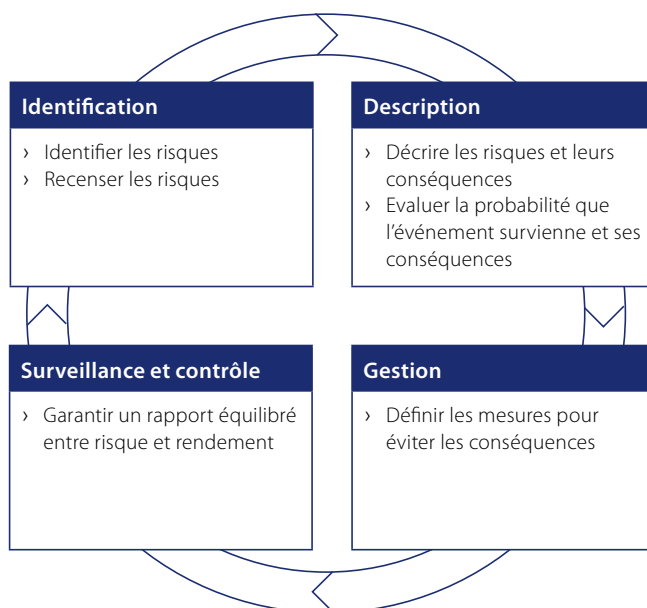 Identification
› Identifier les risques
› Recenser les risques
Description
› Décrire les risques et leurs
conséquences
› Evaluer la probabilité que
l'événement survienne et ses
conséquences
Surveillance et contrôle
› Garantir un rapport équilibré
entre risque et rendement
Gestion
› Définir les mesures pour
éviter les conséquences